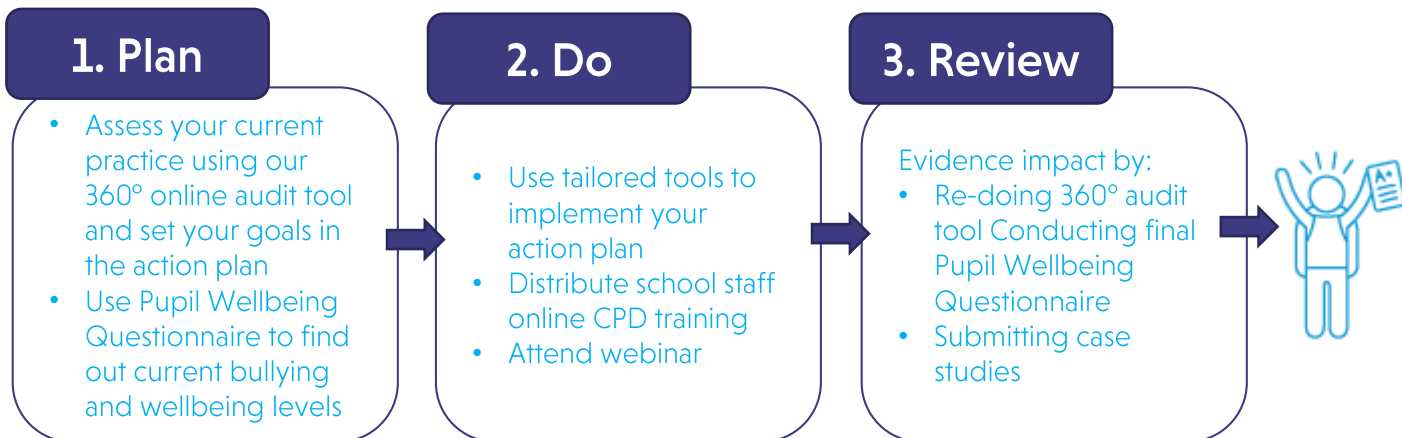 1. Plan
• Assess your current
practice using our
360° online audit tool
and set your goals in
the action plan
• Use Pupil Wellbeing
Questionnaire to find
out current bullying
and wellbeing levels
2. Do
• Use tailored tools to
implement your
action plan
• Distribute school staff
online CPD training
• Attend webinar
3. Review
Evidence impact by:
• Re-doing 360° audit
tool Conducting final
Pupil Wellbeing
Questionnaire
• Submitting case
studies
A+